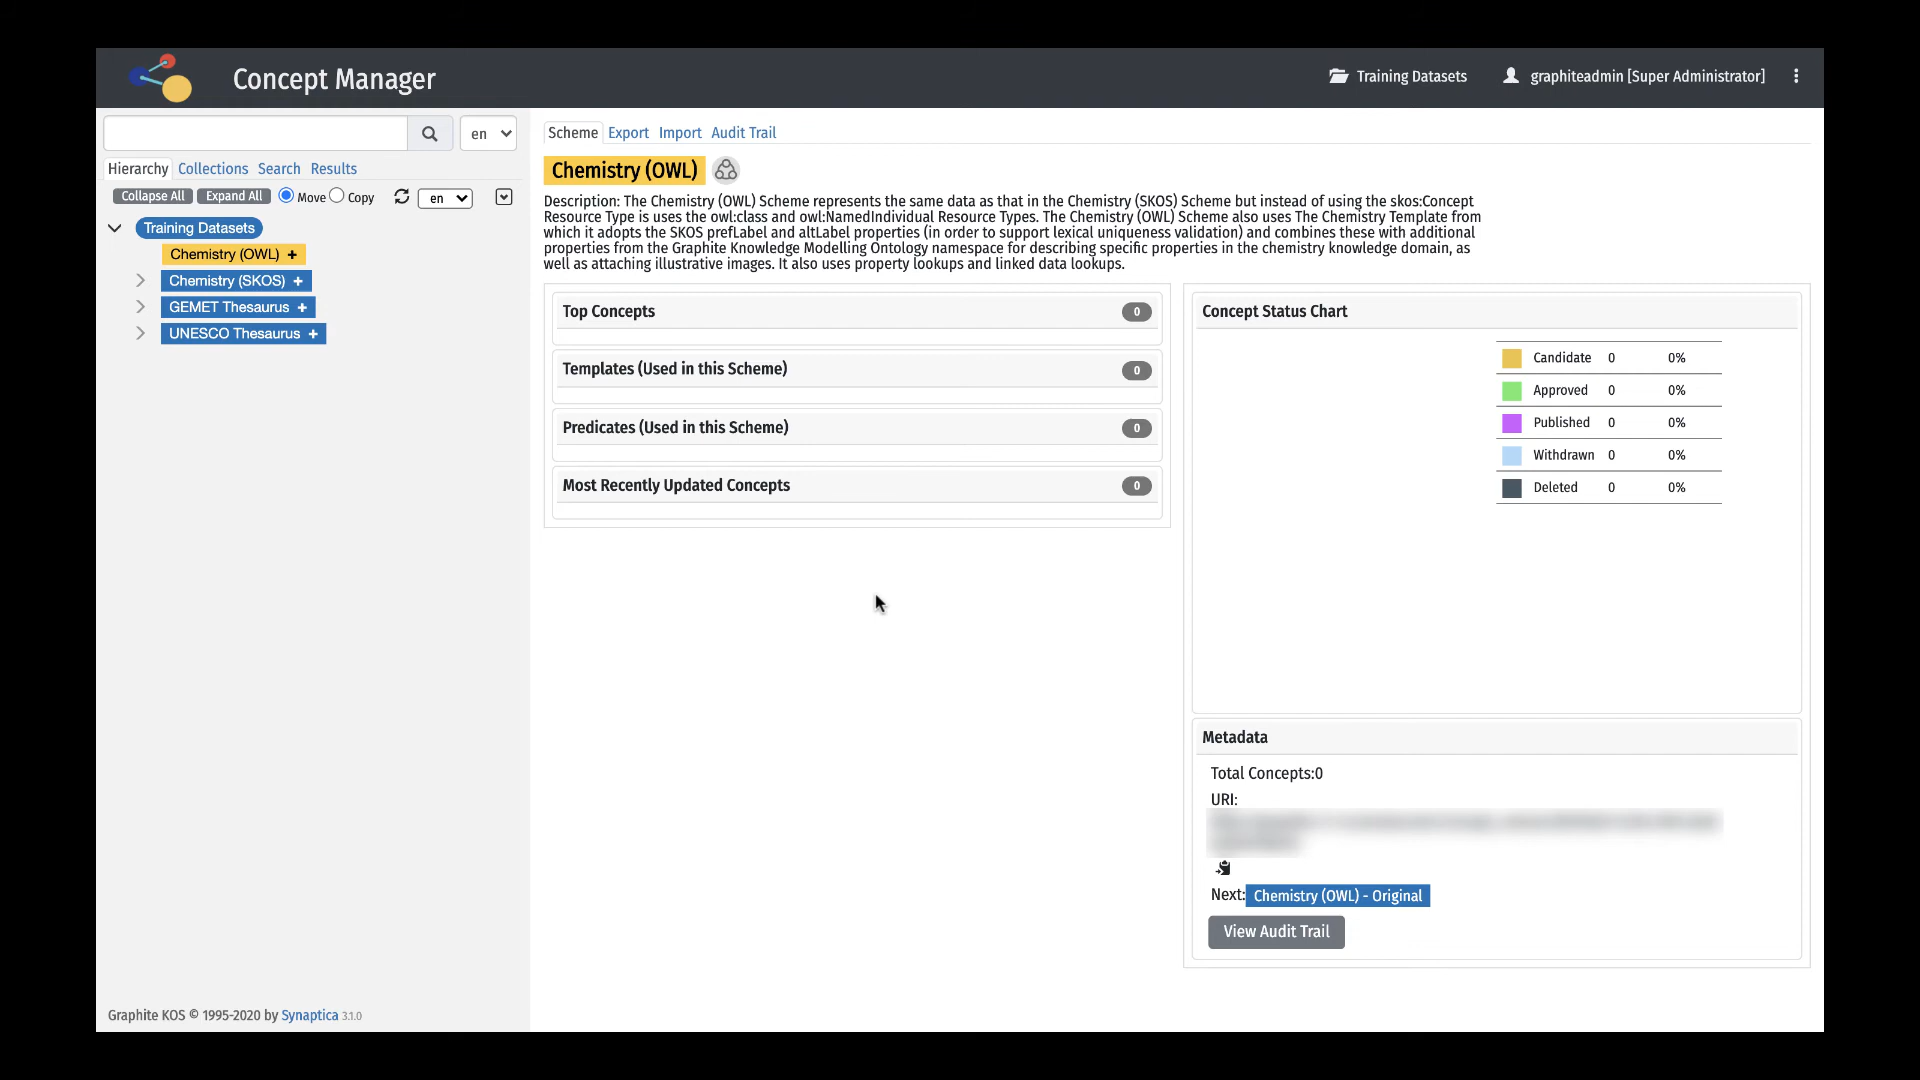 Concept Manager
Training Datasets
graphiteadmin [Super Administrator]
en
Hierarchy Collections Search Results
Collapse All Expand All Move Copy en
Training Datasets
Chemistry (OWL) +
Chemistry (SKOS) +
GEMET Thesaurus +
UNESCO Thesaurus +
Graphite KOS © 1995-2020 by Synaptica 3.1.0
Scheme Export Import Audit Trail
Chemistry (OWL)
Description: The Chemistry (OWL) Scheme represents the same data as that in the Chemistry (SKOS) Scheme but instead of using the skos:Concept
Resource Type is uses the owl:class and owl:NamedIndividual Resource Types. The Chemistry (OWL) Scheme also uses The Chemistry Template from
which it adopts the SKOS prefLabel and altLabel properties (in order to support lexical uniqueness validation) and combines these with additional
properties from the Graphite Knowledge Modelling Ontology namespace for describing specific properties in the chemistry knowledge domain, as
well as attaching illustrative images. It also uses property lookups and linked data lookups.
Top Concepts 0
Templates (Used in this Scheme) 0
Predicates (Used in this Scheme) 0
Most Recently Updated Concepts 0
Concept Status Chart
Candidate 0 0%
Approved 0 0%
Published 0 0%
Withdrawn 0 0%
Deleted 0 0%
Metadata
Total Concepts:0
URI:
Next: Chemistry (OWL) - Original
View Audit Trail